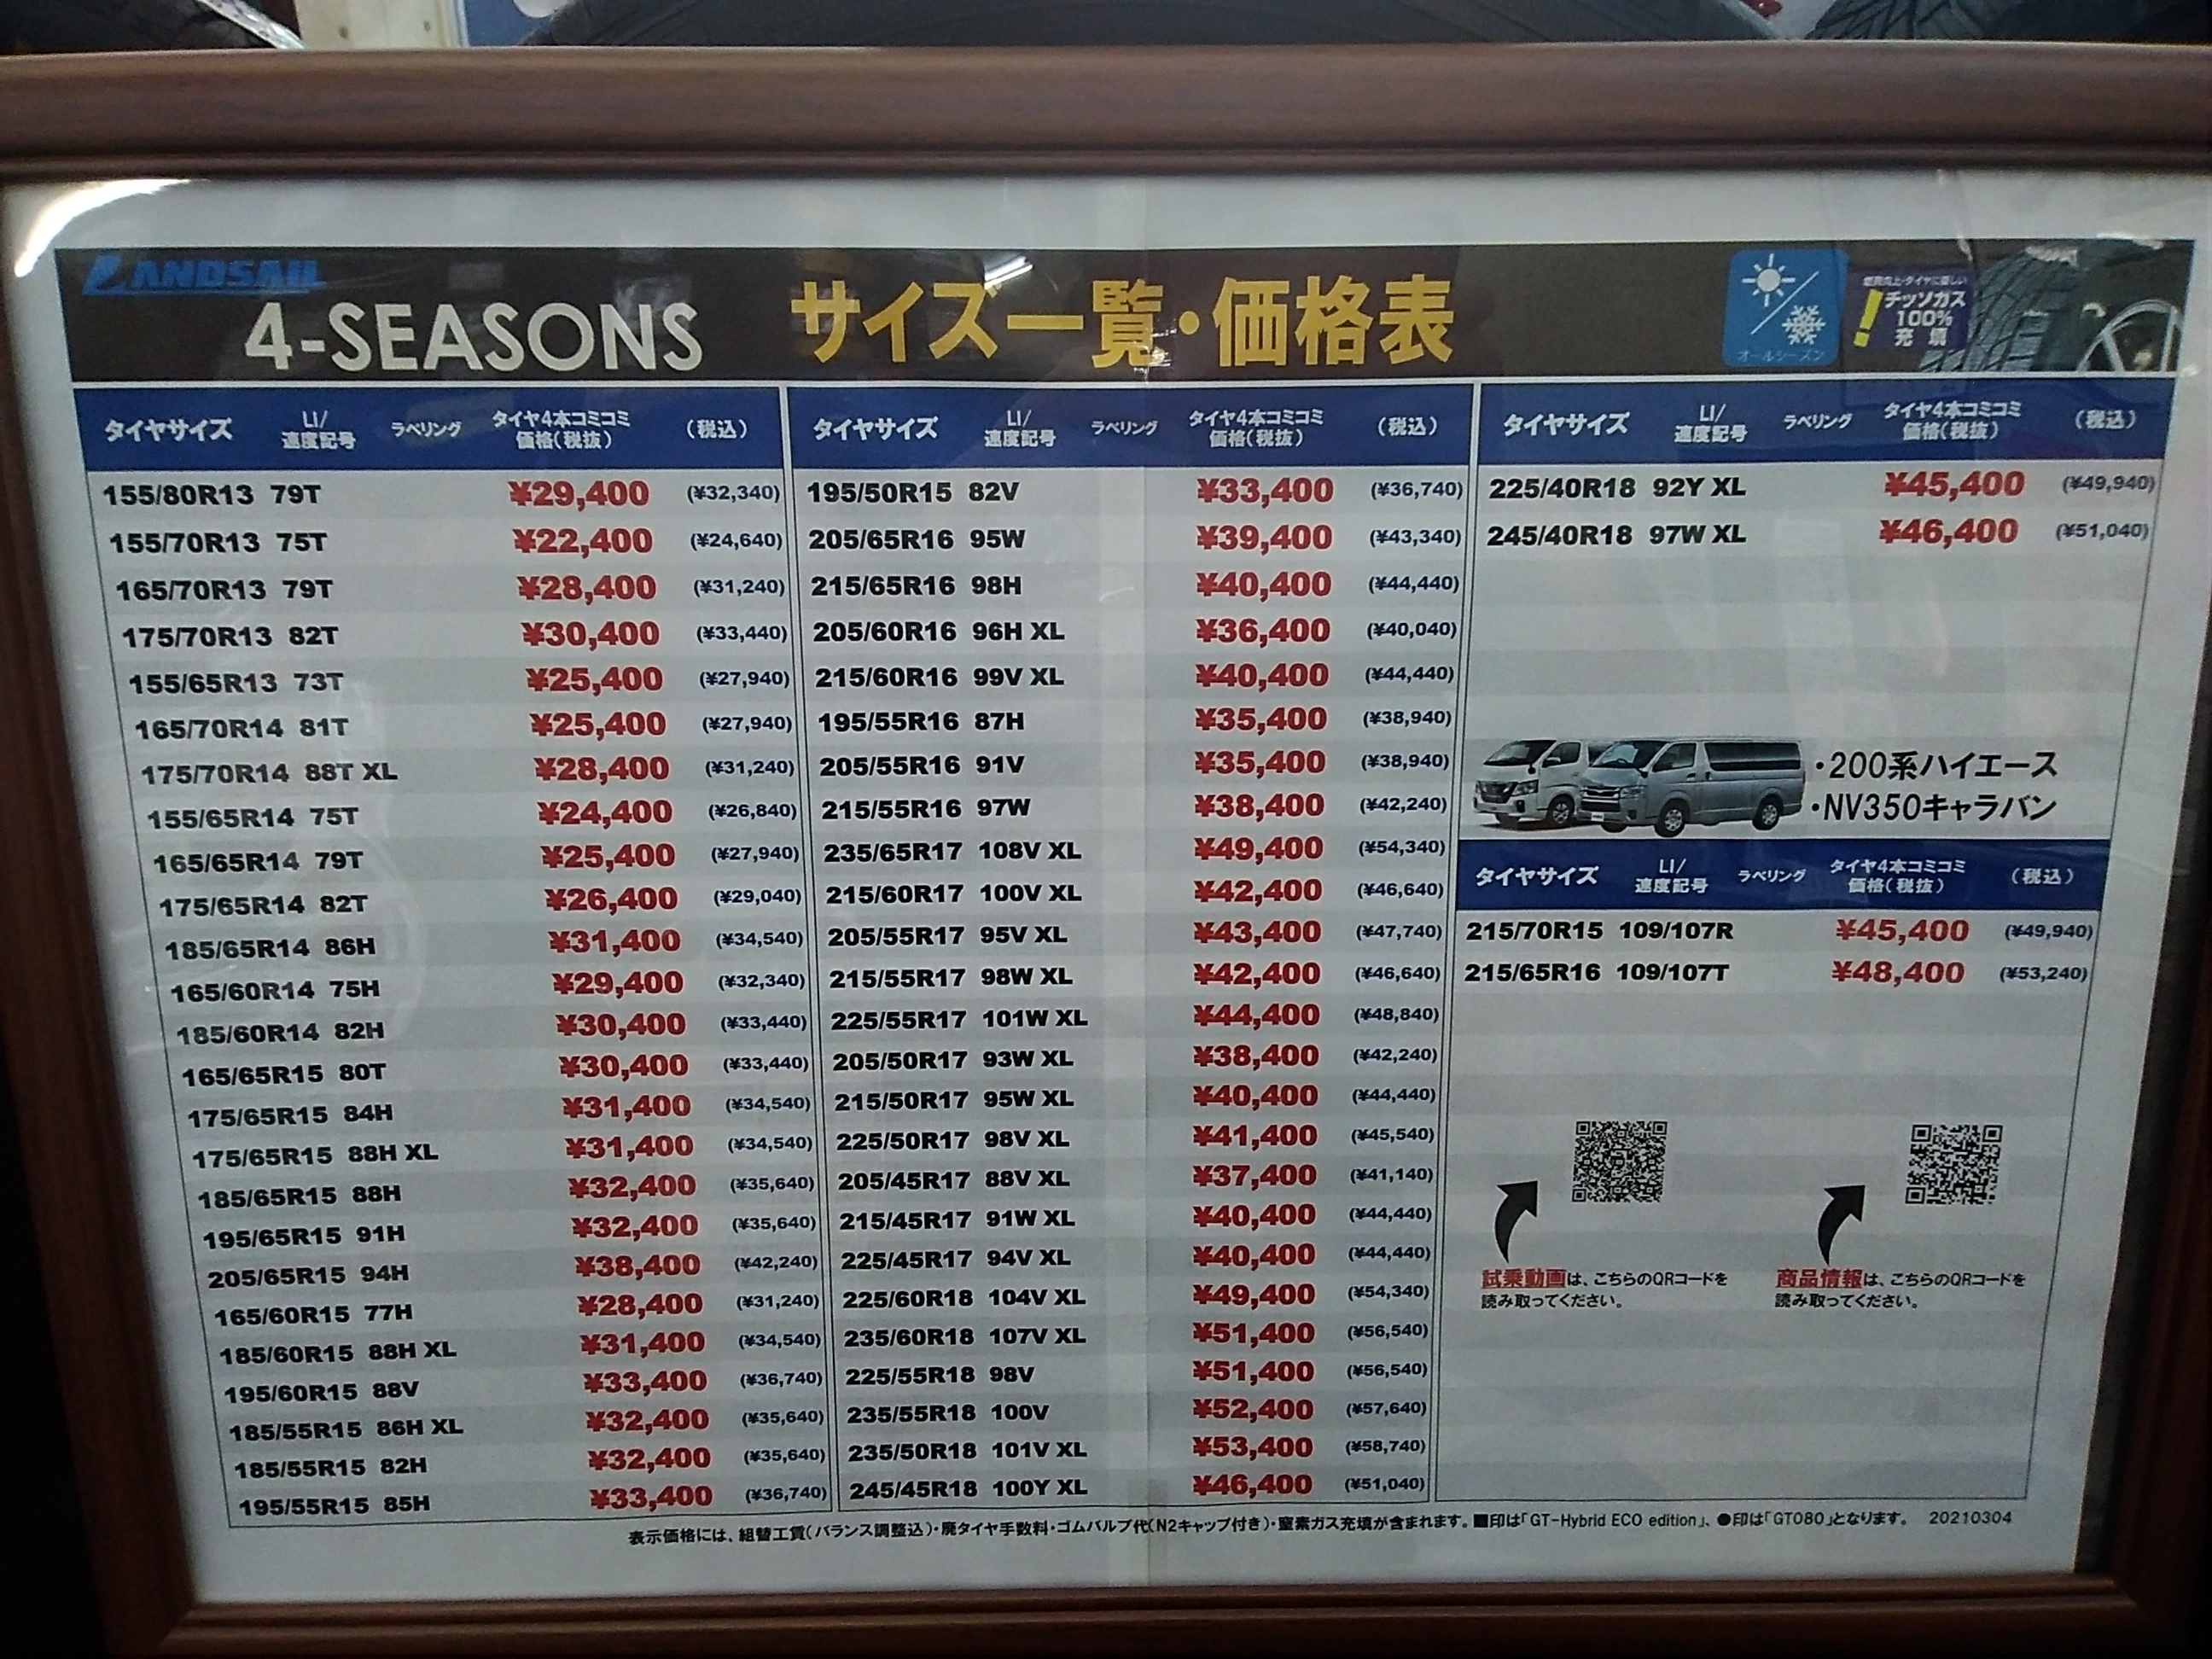 LANDSAIL
4-SEASONS サイズ一覧・価格表
オールシーズン
燃費向上・タイヤに優しい
チッソガス
100%
充填
タイヤサイズ LI/速度記号 ラベリング タイヤ4本コミコミ価格(税抜) (税込)
155/80R13 79T ¥29,400 (¥32,340)
155/70R13 75T ¥22,400 (¥24,640)
165/70R13 79T ¥28,400 (¥31,240)
175/70R13 82T ¥30,400 (¥33,440)
155/65R13 73T ¥25,400 (¥27,940)
165/70R14 81T ¥25,400 (¥27,940)
175/70R14 88T XL ¥28,400 (¥31,240)
155/65R14 75T ¥24,400 (¥26,840)
165/65R14 79T ¥25,400 (¥27,940)
175/65R14 82T ¥26,400 (¥29,040)
185/65R14 86H ¥31,400 (¥34,540)
165/60R14 75H ¥29,400 (¥32,340)
185/60R14 82H ¥30,400 (¥33,440)
165/65R15 80T ¥30,400 (¥33,440)
175/65R15 84H ¥31,400 (¥34,540)
175/65R15 88H XL ¥31,400 (¥34,540)
185/65R15 88H ¥32,400 (¥35,640)
195/65R15 91H ¥32,400 (¥35,640)
205/65R15 94H ¥38,400 (¥42,240)
165/60R15 77H ¥28,400 (¥31,240)
185/60R15 88H XL ¥31,400 (¥34,540)
195/60R15 88V ¥33,400 (¥36,740)
185/55R15 86H XL ¥32,400 (¥35,640)
185/55R15 82H ¥32,400 (¥35,640)
195/55R15 85H ¥33,400 (¥36,740)
タイヤサイズ LI/速度記号 ラベリング タイヤ4本コミコミ価格(税抜) (税込)
195/50R15 82V ¥33,400 (¥36,740)
205/65R16 95W ¥39,400 (¥43,340)
215/65R16 98H ¥40,400 (¥44,440)
205/60R16 96H XL ¥36,400 (¥40,040)
215/60R16 99V XL ¥40,400 (¥44,440)
195/55R16 87H ¥35,400 (¥38,940)
205/55R16 91V ¥35,400 (¥38,940)
215/55R16 97W ¥38,400 (¥42,240)
235/65R17 108V XL ¥49,400 (¥54,340)
215/60R17 100V XL ¥42,400 (¥46,640)
205/55R17 95V XL ¥43,400 (¥47,740)
215/55R17 98W XL ¥42,400 (¥46,640)
225/55R17 101W XL ¥44,400 (¥48,840)
205/50R17 93W XL ¥38,400 (¥42,240)
215/50R17 95W XL ¥40,400 (¥44,440)
225/50R17 98V XL ¥41,400 (¥45,540)
205/45R17 88V XL ¥37,400 (¥41,140)
215/45R17 91W XL ¥40,400 (¥44,440)
225/45R17 94V XL ¥40,400 (¥44,440)
225/60R18 104V XL ¥49,400 (¥54,340)
235/60R18 107V XL ¥51,400 (¥56,540)
225/55R18 98V ¥51,400 (¥56,540)
235/55R18 100V ¥52,400 (¥57,640)
235/50R18 101V XL ¥53,400 (¥58,740)
245/45R18 100Y XL ¥46,400 (¥51,040)
タイヤサイズ LI/速度記号 ラベリング タイヤ4本コミコミ価格(税抜) (税込)
225/40R18 92Y XL ¥45,400 (¥49,940)
245/40R18 97W XL ¥46,400 (¥51,040)
・200系ハイエース
・NV350キャラバン
タイヤサイズ LI/速度記号 ラベリング タイヤ4本コミコミ価格(税抜) (税込)
215/70R15 109/107R ¥45,400 (¥49,940)
215/65R16 109/107T ¥48,400 (¥53,240)
試乗動画は、こちらのQRコードを
読み取ってください。
商品情報は、こちらのQRコードを
読み取ってください。
表示価格には、組替工賃(バランス調整込)・廃タイヤ手数料・ゴムバルブ代(N2キャップ付き)・窒素ガス充填が含まれます。■印は「GT-Hybrid ECO edition」、●印は「GT080」となります。 20210304